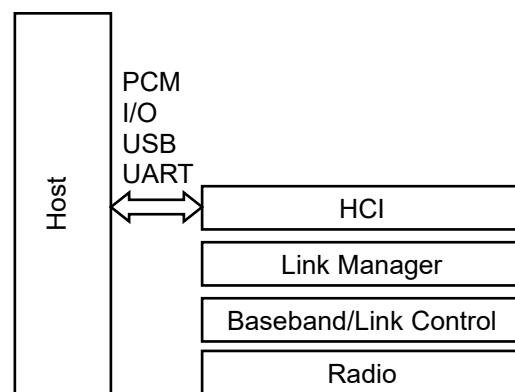 Host
PCM
I/O
USB
UART
HCI
Link Manager
Baseband/Link Control
Radio